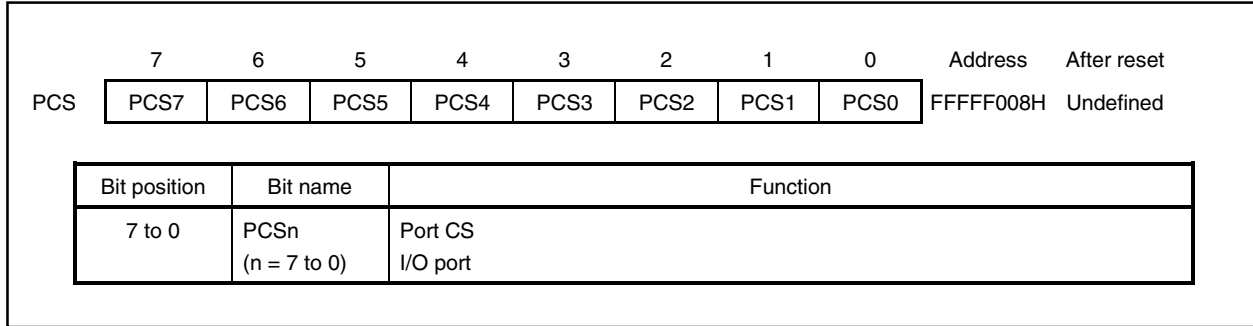 7 6 5 4 3 2 1 0 Address After reset
PCS PCS7 PCS6 PCS5 PCS4 PCS3 PCS2 PCS1 PCS0 FFFFF008H Undefined
Bit position Bit name Function
7 to 0 PCSn Port CS
(n = 7 to 0) I/O port